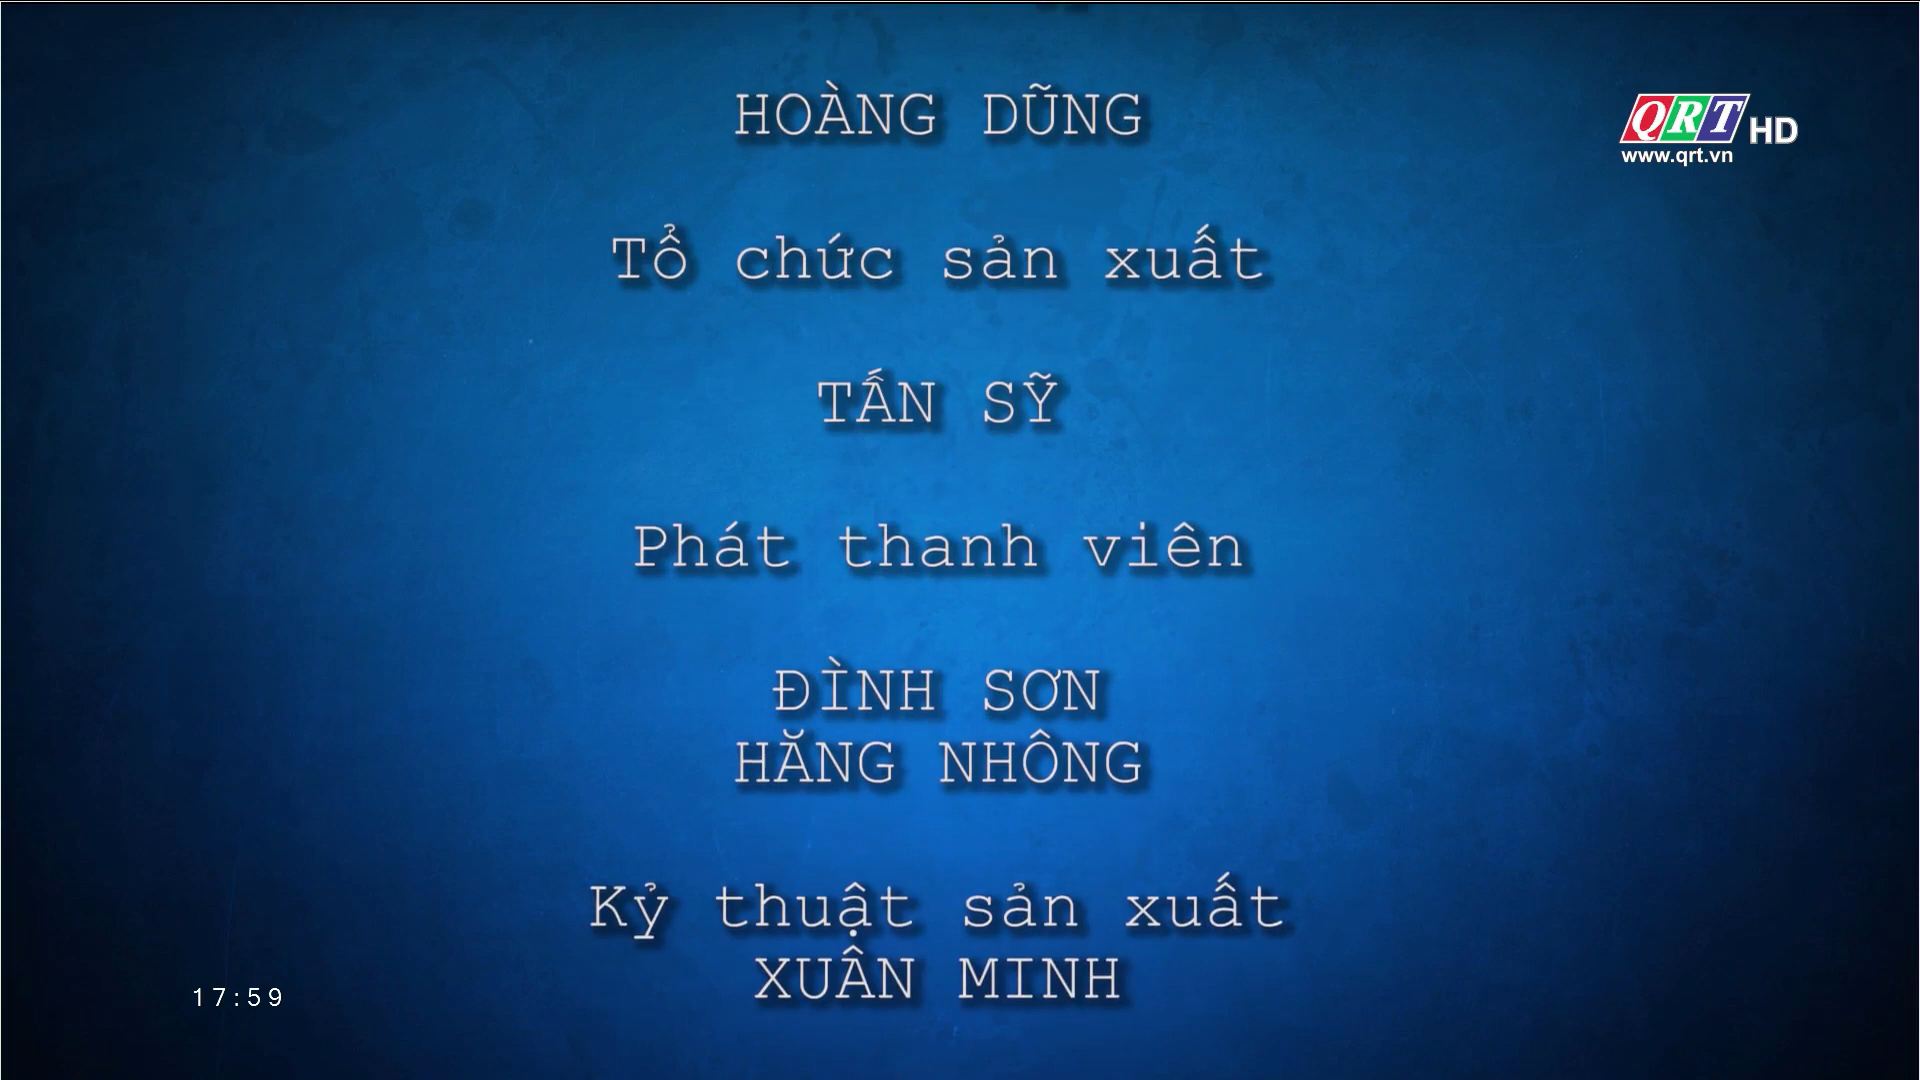 HOÀNG DŨNG
QRT HD
www.qrt.vn
Tổ chức sản xuất
TẤN SỸ
Phát thanh viên
ĐÌNH SƠN
HĂNG NHÔNG
Kỷ thuật sản xuất
XUÂN MINH
17:59